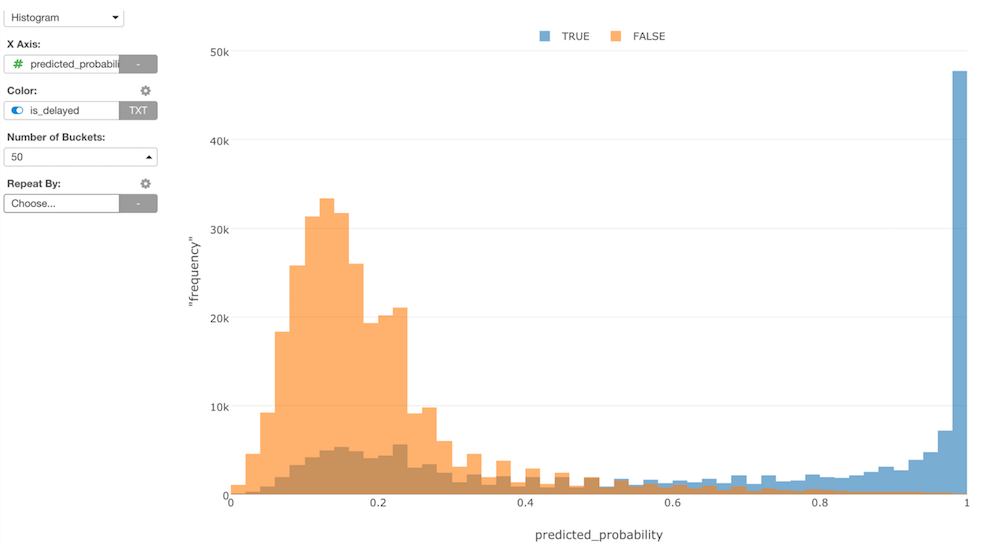 Histogram
X Axis:
# predicted_probabili -
Color:
is_delayed TXT
Number of Buckets:
50
Repeat By:
Choose... -
TRUE FALSE
50k
40k
30k
20k
10k
0
"frequency"
0 0.2 0.4 0.6 0.8 1
predicted_probability